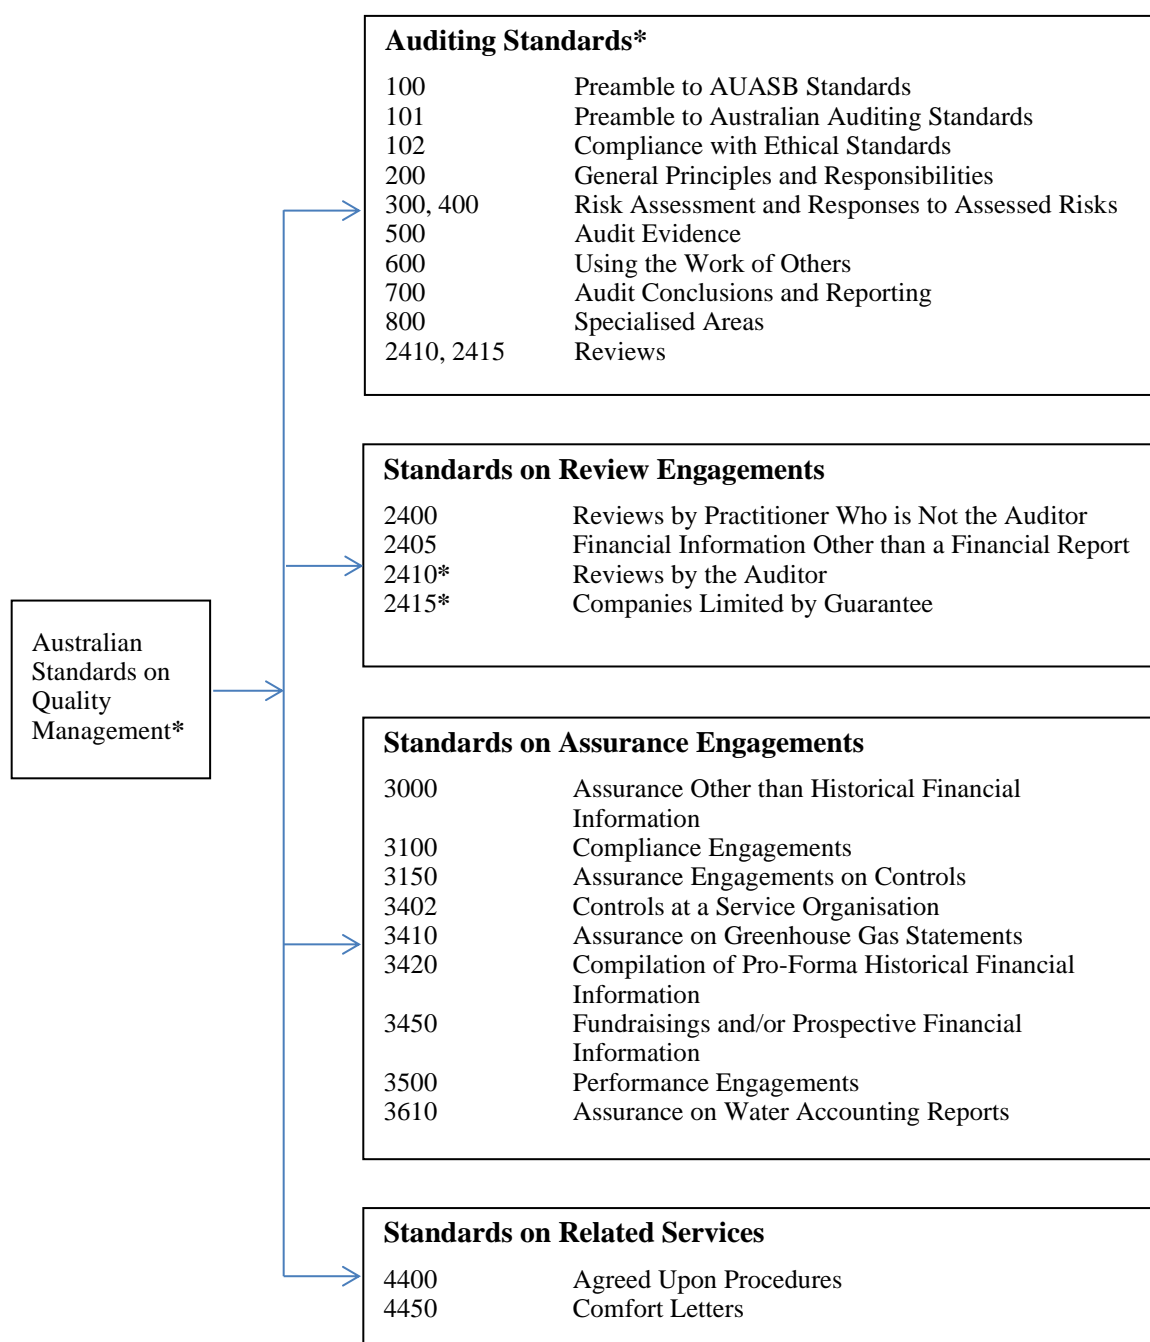 Auditing Standards*
100 Preamble to AUASB Standards
101 Preamble to Australian Auditing Standards
102 Compliance with Ethical Standards
200 General Principles and Responsibilities
300, 400 Risk Assessment and Responses to Assessed Risks
500 Audit Evidence
600 Using the Work of Others
700 Audit Conclusions and Reporting
800 Specialised Areas
2410, 2415 Reviews
Standards on Review Engagements
2400 Reviews by Practitioner Who is Not the Auditor
2405 Financial Information Other than a Financial Report
2410* Reviews by the Auditor
2415* Companies Limited by Guarantee
Australian
Standards on
Quality
Management*
Standards on Assurance Engagements
3000 Assurance Other than Historical Financial
Information
3100 Compliance Engagements
3150 Assurance Engagements on Controls
3402 Controls at a Service Organisation
3410 Assurance on Greenhouse Gas Statements
3420 Compilation of Pro-Forma Historical Financial
Information
3450 Fundraisings and/or Prospective Financial
Information
3500 Performance Engagements
3610 Assurance on Water Accounting Reports
Standards on Related Services
4400 Agreed Upon Procedures
4450 Comfort Letters